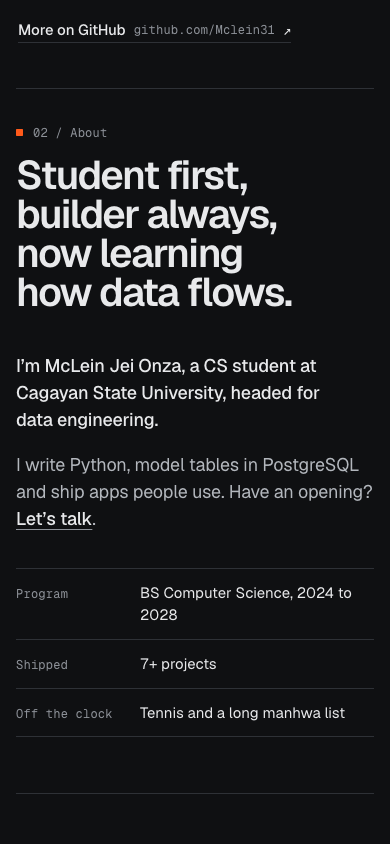 More on GitHub github.com/Mclein31 ↗
02 / About
Student first,
builder always,
now learning
how data flows.
I’m McLein Jei Onza, a CS student at
Cagayan State University, headed for
data engineering.
I write Python, model tables in PostgreSQL
and ship apps people use. Have an opening?
Let’s talk.
Program BS Computer Science, 2024 to
2028
Shipped 7+ projects
Off the clock Tennis and a long manhwa list